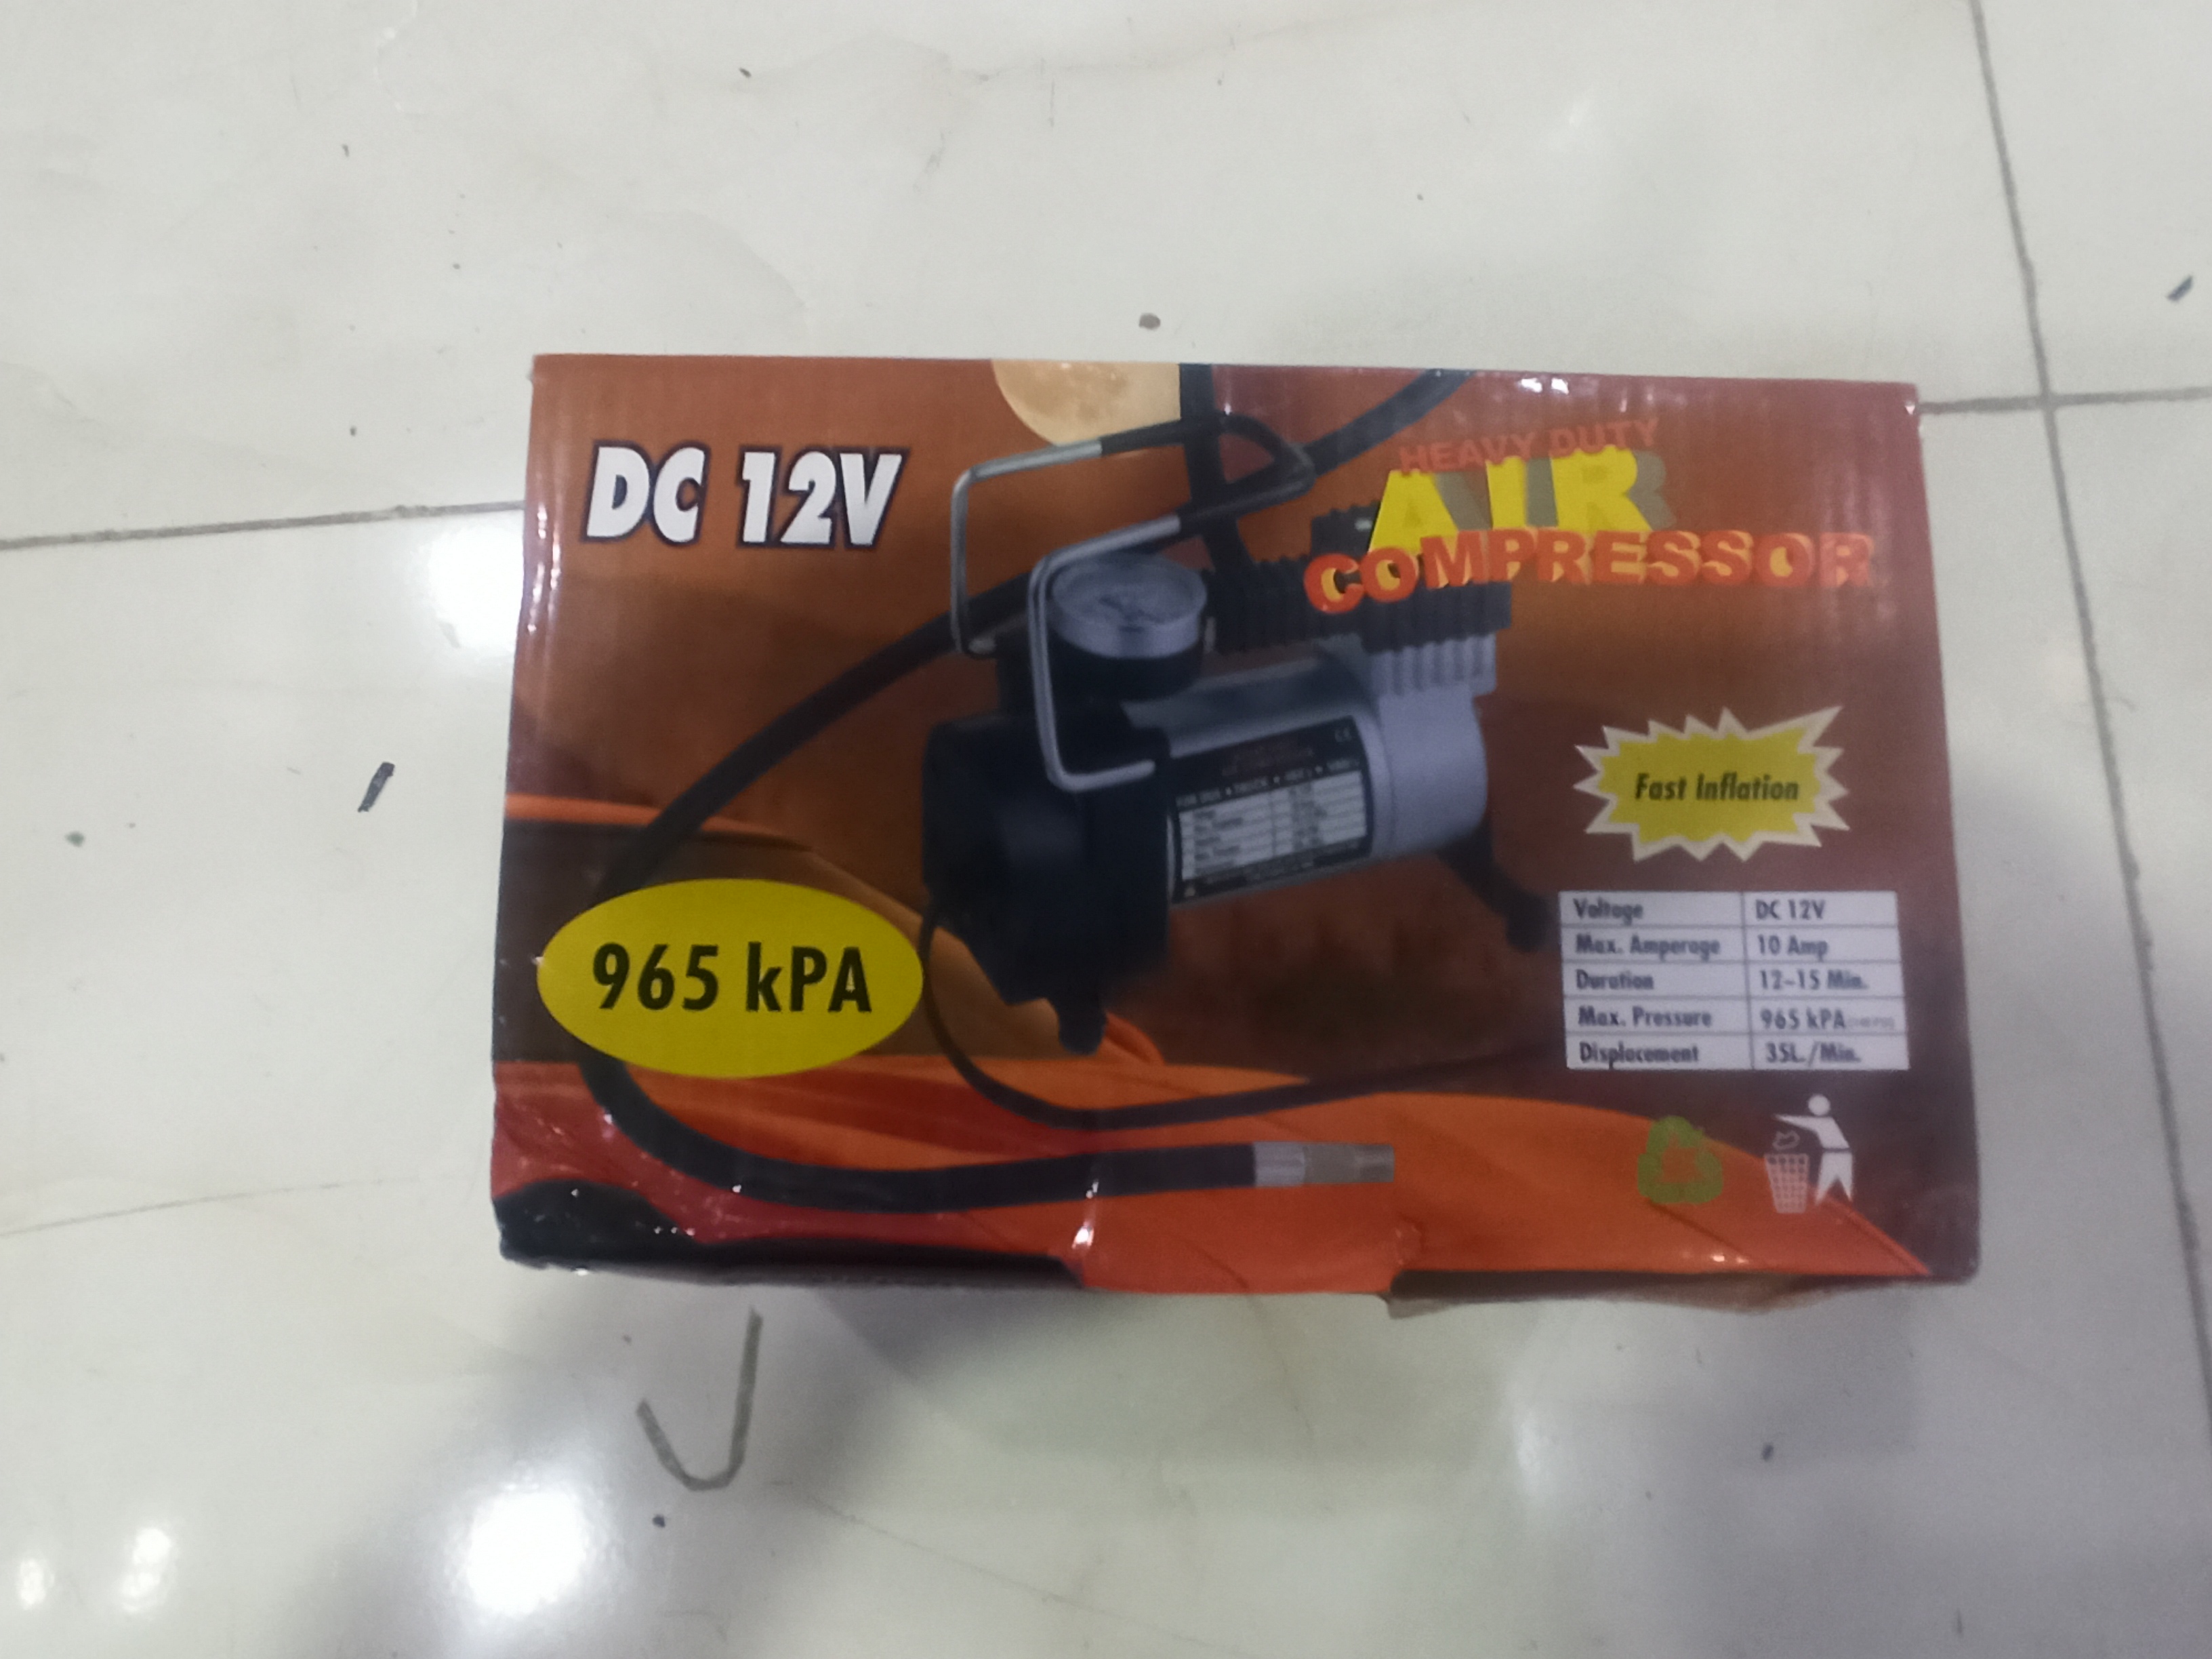 DC 12V
HEAVY DUTY
AIR
COMPRESSOR
Fast Inflation
965 kPA
Voltage DC 12V
Max. Amperage 10 Amp
Duration 12~15 Min.
Max. Pressure 965 kPA
Displacement 35L./Min.